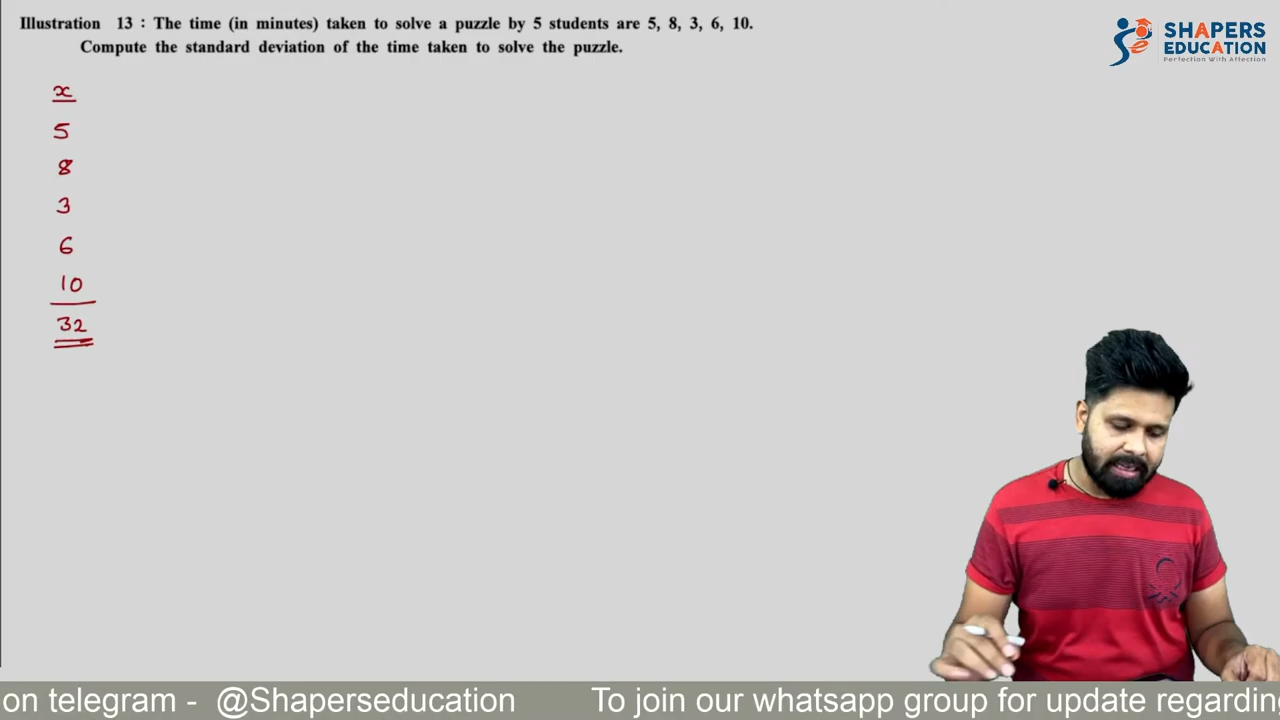 Illustration 13 : The time (in minutes) taken to solve a puzzle by 5 students are 5, 8, 3, 6, 10.
Compute the standard deviation of the time taken to solve the puzzle.
SHAPERS
EDUCATION
Perfection With Affection
x
5
8
3
6
10
32
on telegram - @Shaperseducation To join our whatsapp group for update regarding